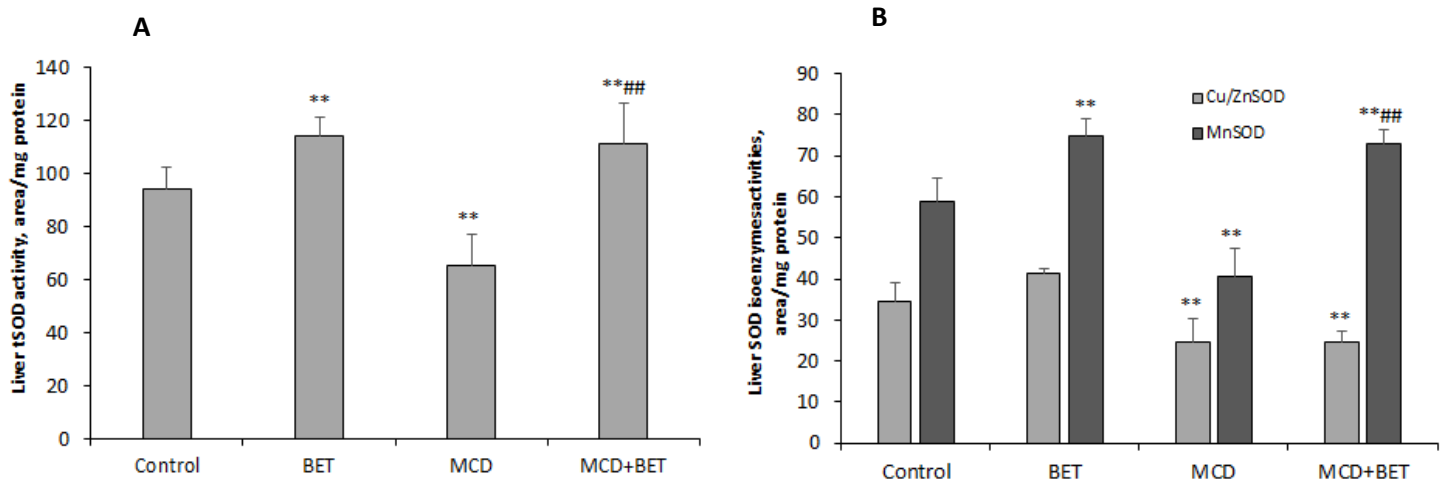 A
Liver tSOD activity, area/mg protein
140
120
100
80
60
40
20
0
**
**
**##
Control
BET
MCD
MCD+BET
B
Liver SOD isoenzymesactivities,
area/mg protein
90
80
70
60
50
40
30
20
10
0
Cu/ZnSOD
MnSOD
**
**
**
**
**##
Control
BET
MCD
MCD+BET